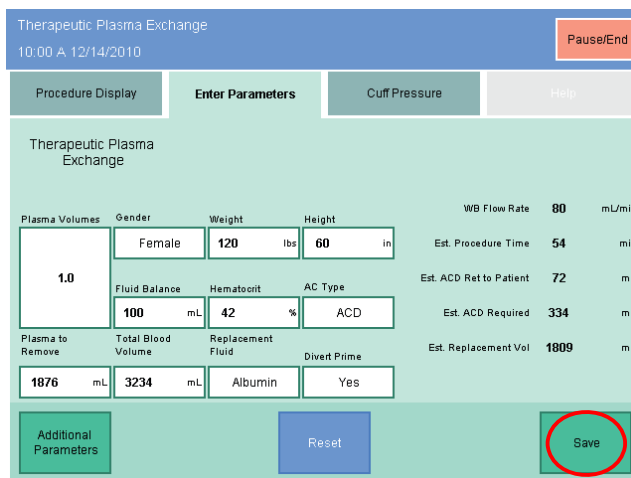 Therapeutic Plasma Exchange
10:00 A 12/14/2010
Pause/End
Procedure Display
Enter Parameters
Cuff Pressure
Help
Therapeutic Plasma
Exchange
Plasma Volumes
1.0
Gender
Female
Weight
120 lbs
Height
60 in
Fluid Balance
100 mL
Hematocrit
42 %
AC Type
ACD
Plasma to
Remove
1876 mL
Total Blood
Volume
3234 mL
Replacement
Fluid
Albumin
Divert Prime
Yes
WB Flow Rate 80 mL/mi
Est. Procedure Time 54 mi
Est. ACD Ret to Patient 72 m
Est. ACD Required 334 m
Est. Replacement Vol 1809 m
Additional
Parameters
Reset
Save